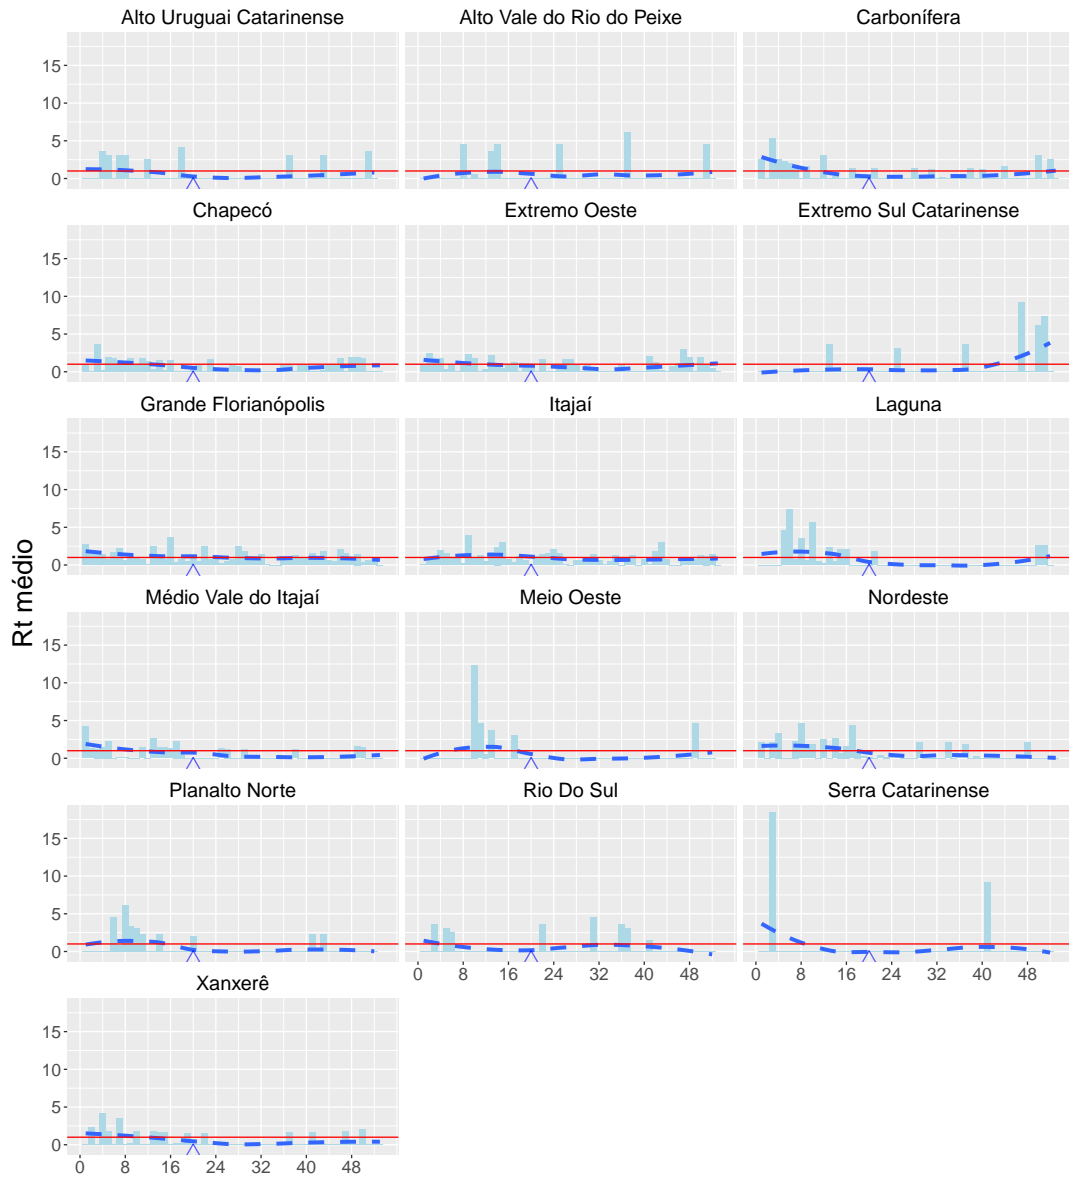 Alto Uruguai Catarinense
Alto Vale do Rio do Peixe
Carbonífera
15
10
5
0
Chapecó
Extremo Oeste
Extremo Sul Catarinense
15
10
5
0
Grande Florianópolis
Itajaí
Laguna
15
10
5
0
Rt médio
Médio Vale do Itajaí
Meio Oeste
Nordeste
15
10
5
0
Planalto Norte
Rio Do Sul
Serra Catarinense
15
10
5
0
0 8 16 24 32 40 48
0 8 16 24 32 40 48
Xanxerê
15
10
5
0
0 8 16 24 32 40 48